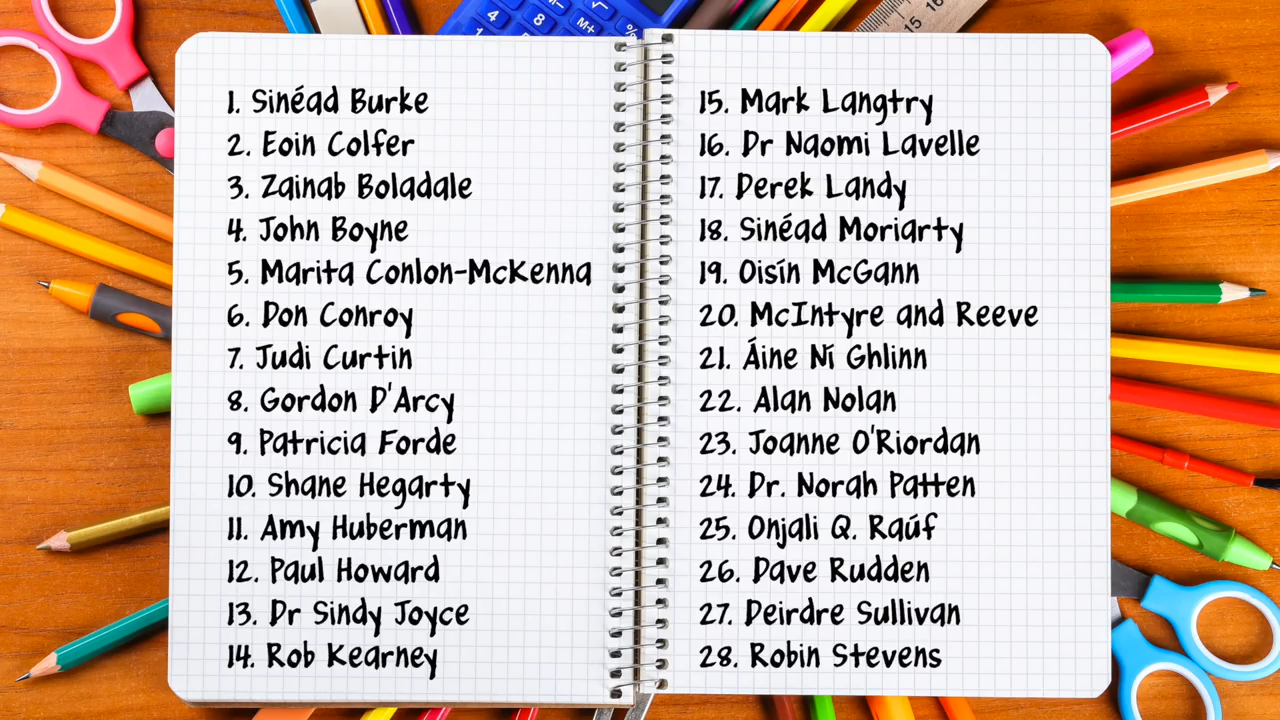 1. Sinéad Burke
2. Eoin Colfer
3. Zainab Boladale
4. John Boyne
5. Marita Conlon-McKenna
6. Don Conroy
7. Judi Curtin
8. Gordon D'Arcy
9. Patricia Forde
10. Shane Hegarty
11. Amy Huberman
12. Paul Howard
13. Dr Sindy Joyce
14. Rob Kearney
15. Mark Langtry
16. Dr Naomi Lavelle
17. Derek Landy
18. Sinéad Moriarty
19. Oisín McGann
20. McIntyre and Reeve
21. Áine Ní Ghlinn
22. Alan Nolan
23. Joanne O'Riordan
24. Dr. Norah Patten
25. Onjali Q. Raúf
26. Dave Rudden
27. Deirdre Sullivan
28. Robin Stevens
4 8 √ M+ %
15 16